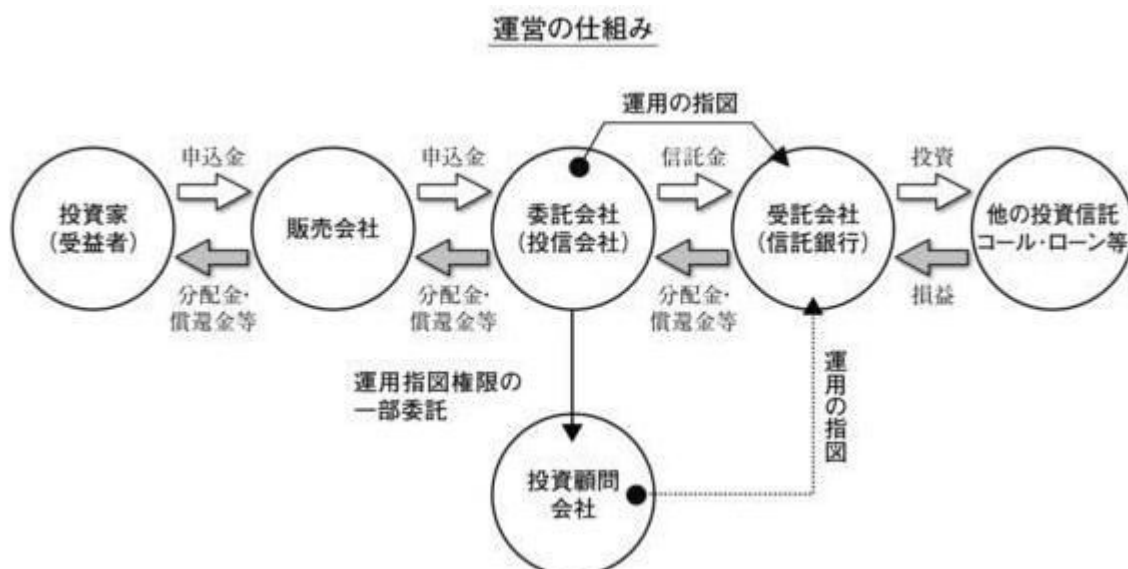 運営の仕組み
運用の指図
申込金
申込金
信託金
投資
投資家
(受益者)
販売会社
委託会社
(投信会社)
受託会社
(信託銀行)
他の投資信託
コール・ローン等
分配金・
償還金等
分配金・
償還金等
分配金・
償還金等
損益
運用指図権限の
一部委託
運用の指図
投資顧問
会社